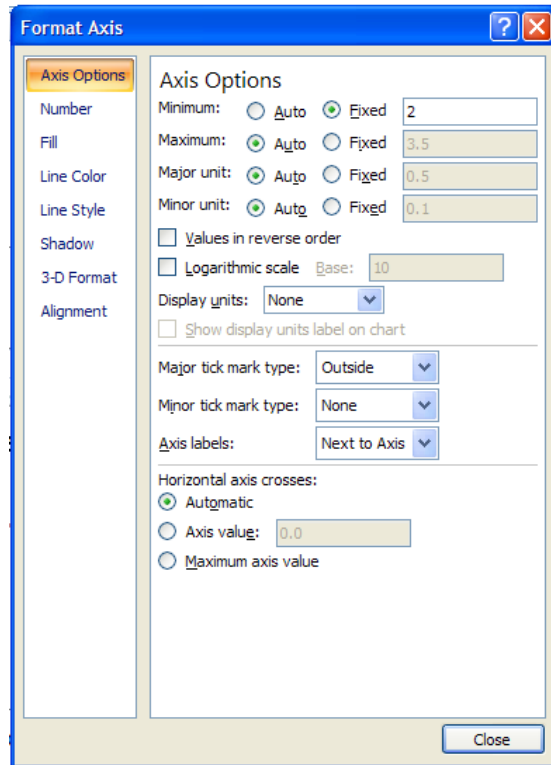 Format Axis
Axis Options
Number
Fill
Line Color
Line Style
Shadow
3-D Format
Alignment
Axis Options
Minimum: Auto Fixed 2
Maximum: Auto Fixed 3.5
Major unit: Auto Fixed 0.5
Minor unit: Auto Fixed 0.1
Values in reverse order
Logarithmic scale Base: 10
Display units: None
Show display units label on chart
Major tick mark type: Outside
Minor tick mark type: None
Axis labels: Next to Axis
Horizontal axis crosses:
Automatic
Axis value: 0.0
Maximum axis value
Close